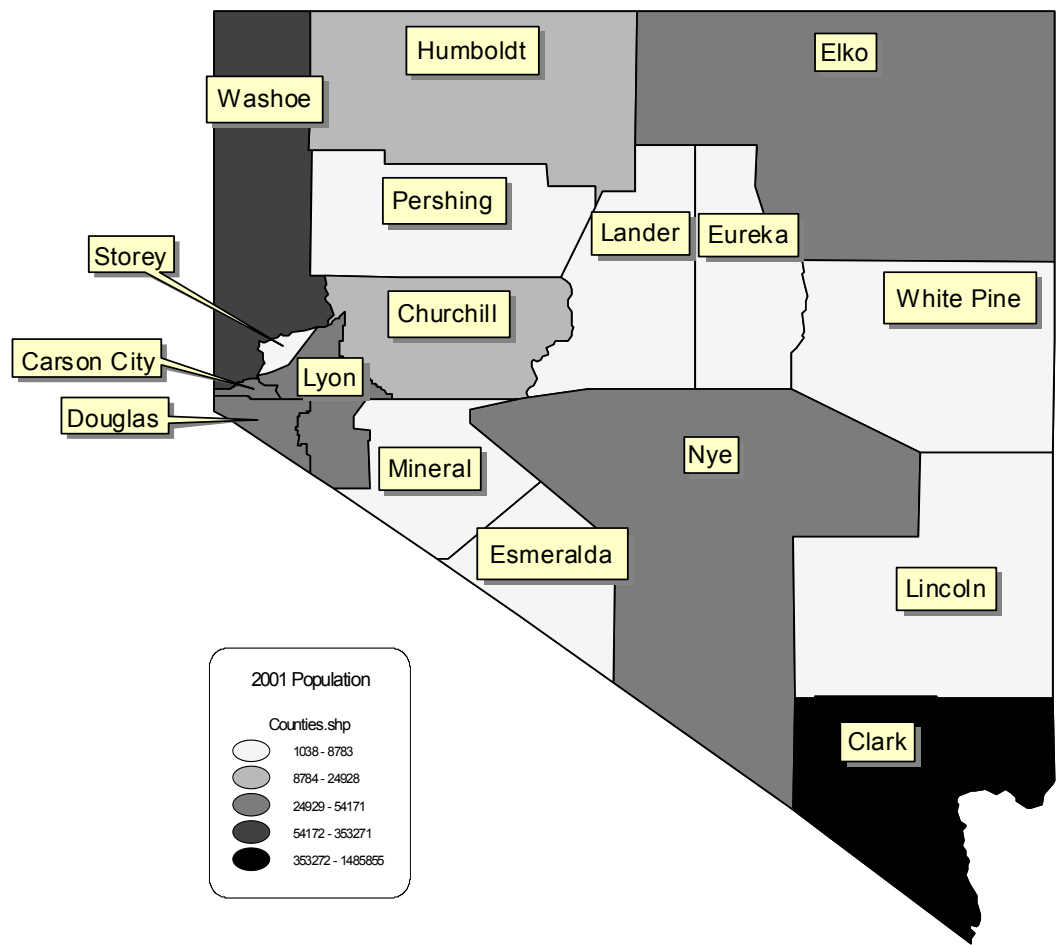 Humboldt
Elko
Washoe
Pershing
Lander
Eureka
Storey
White Pine
Churchill
Carson City
Lyon
Douglas
Nye
Mineral
Esmeralda
Lincoln
Clark
2001 Population
Counties.shp
1038 - 8783
8784 - 24928
24929 - 54171
54172 - 353271
353272 - 1485855